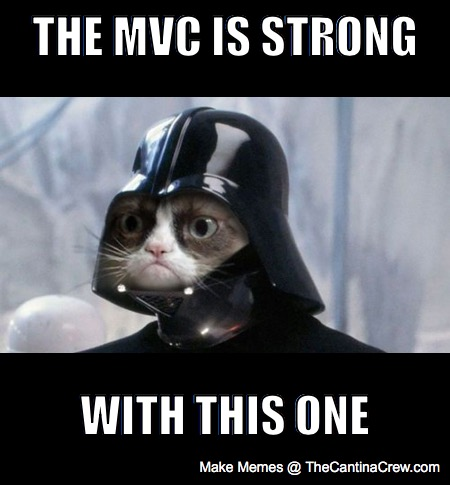 THE MVC IS STRONG
WITH THIS ONE
Make Memes @ TheCantinaCrew.com